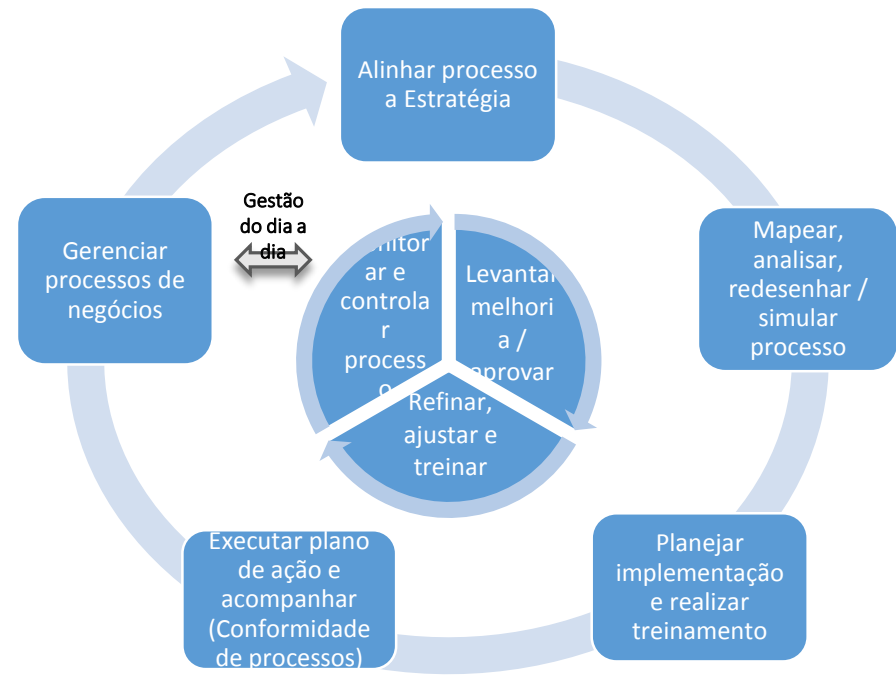 Alinhar processo
a Estratégia
Mapear,
analisar,
redesenhar /
simular
processo
Planejar
implementação
e realizar
treinamento
Executar plano
de ação e
acompanhar
(Conformidade
de processos)
Gerenciar
processos de
negócios
Gestão
do dia a
dia
ar e
controla
r
process
o
Levantar
melhori
a /
aprovar
Refinar,
ajustar e
treinar